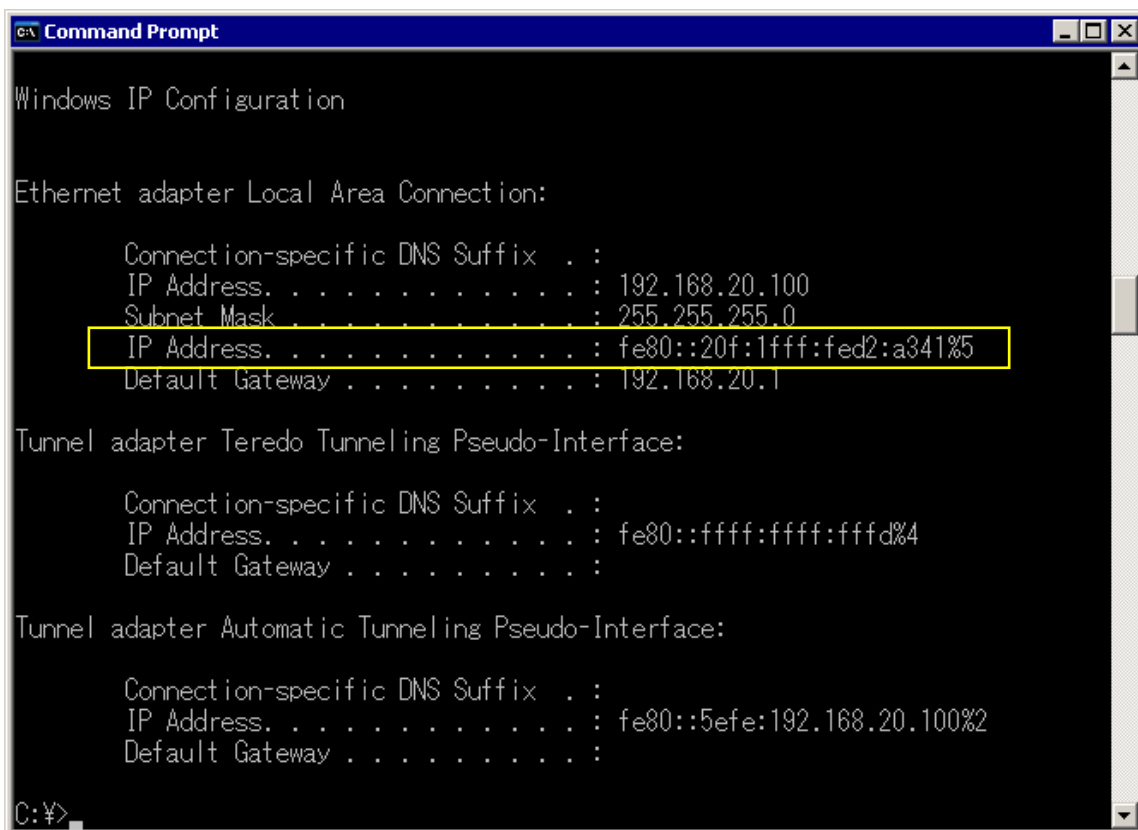 Command Prompt
Windows IP Configuration
Ethernet adapter Local Area Connection:
Connection-specific DNS Suffix  . :
IP Address. . . . . . . . . . . . : 192.168.20.100
Subnet Mask . . . . . . . . . . . : 255.255.255.0
IP Address. . . . . . . . . . . . : fe80::20f:1fff:fed2:a341%5
Default Gateway . . . . . . . . . : 192.168.20.1
Tunnel adapter Teredo Tunneling Pseudo-Interface:
Connection-specific DNS Suffix  . :
IP Address. . . . . . . . . . . . : fe80::ffff:ffff:fffd%4
Default Gateway . . . . . . . . . :
Tunnel adapter Automatic Tunneling Pseudo-Interface:
Connection-specific DNS Suffix  . :
IP Address. . . . . . . . . . . . : fe80::5efe:192.168.20.100%2
Default Gateway . . . . . . . . . :
C:¥>